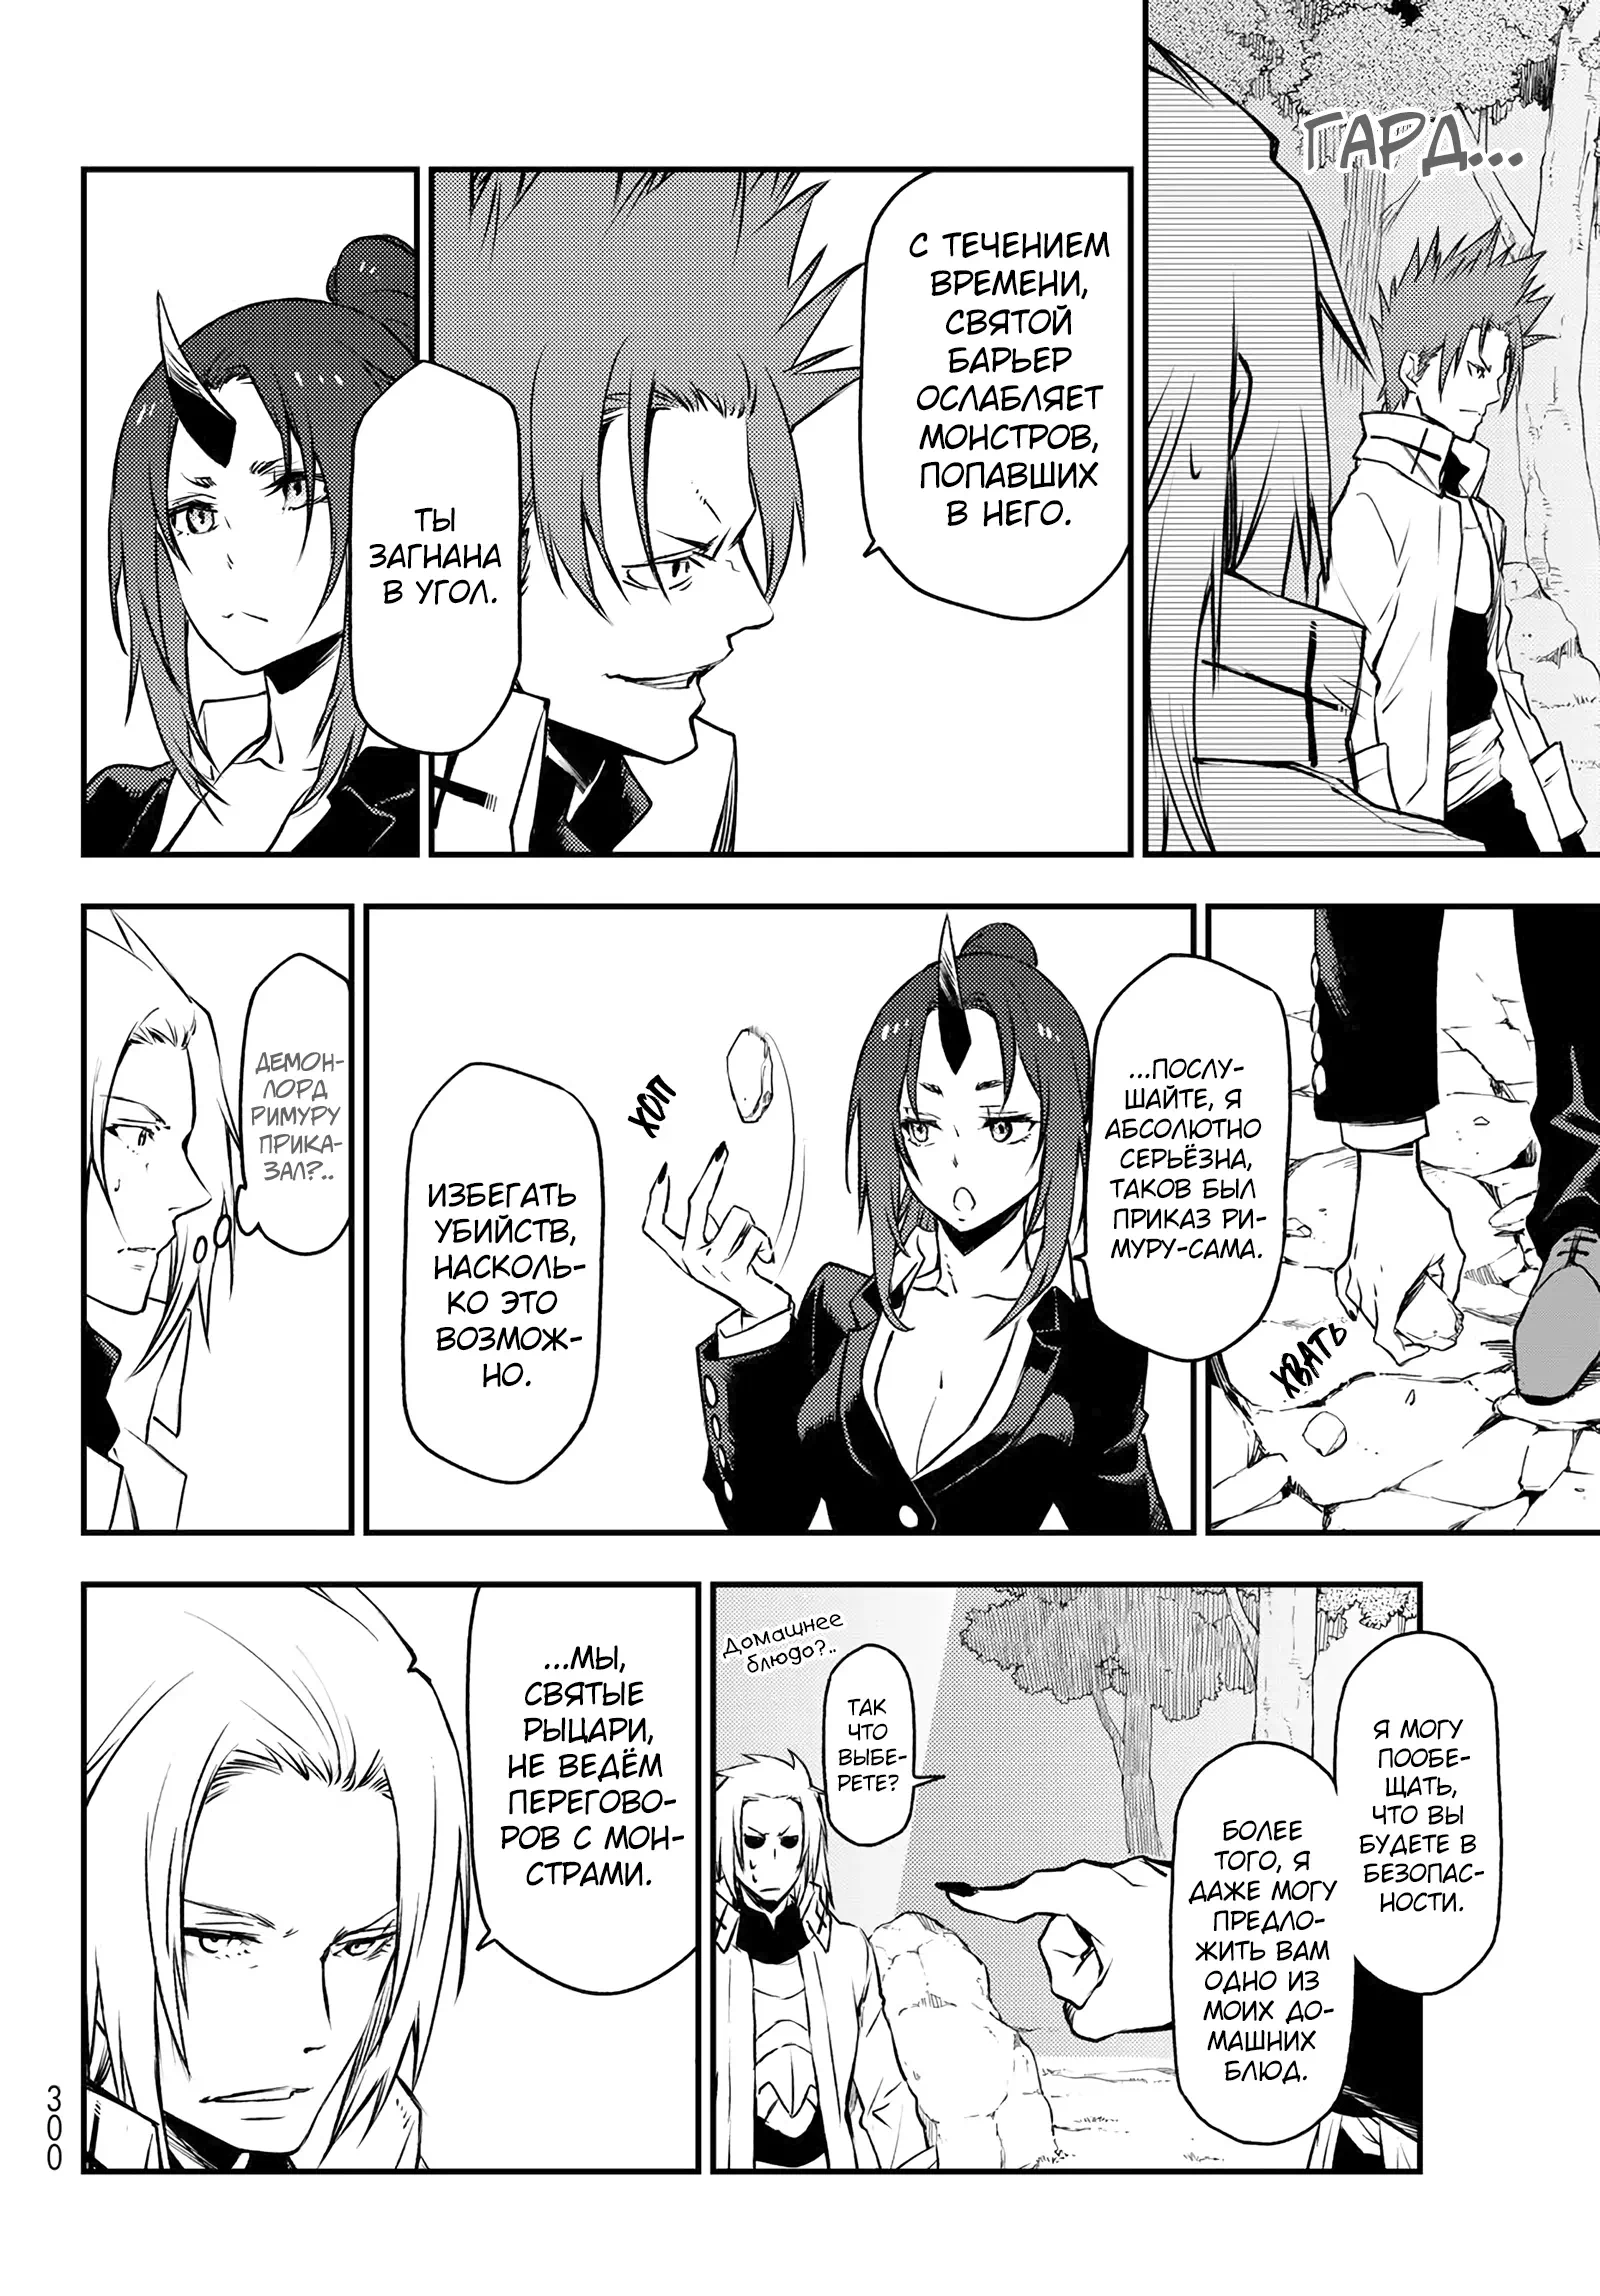 ГАРД...
С ТЕЧЕНИЕМ
ВРЕМЕНИ,
СВЯТОЙ
БАРЬЕР
ОСЛАБЛЯЕТ
МОНСТРОВ,
ПОПАВШИХ
В НЕГО.
ТЫ
ЗАГНАНА
В УГОЛ.
ХВАТЬ
...ПОСЛУ-
ШАЙТЕ, Я
АБСОЛЮТНО
СЕРЬЁЗНА,
ТАКОВ БЫЛ
ПРИКАЗ РИ-
МУРУ-САМА.
ХОП
ИЗБЕГАТЬ
УБИЙСТВ,
НАСКОЛЬ-
КО ЭТО
ВОЗМОЖ-
НО.
ДЕМОН-
ЛОРД
РИМУРУ
ПРИКА-
ЗАЛ?..
Я МОГУ
ПООБЕ-
ЩАТЬ,
ЧТО ВЫ
БУДЕТЕ В
БЕЗОПАС-
НОСТИ.
БОЛЕЕ
ТОГО, Я
ДАЖЕ МОГУ
ПРЕДЛО-
ЖИТЬ ВАМ
ОДНО ИЗ
МОИХ ДО-
МАШНИХ
БЛЮД.
ТАК
ЧТО
ВЫБЕ-
РЕТЕ?
Домашнее
блюдо?..
...МЫ,
СВЯТЫЕ
РЫЦАРИ,
НЕ ВЕДЁМ
ПЕРЕГОВО-
РОВ С МОН-
СТРАМИ.
300